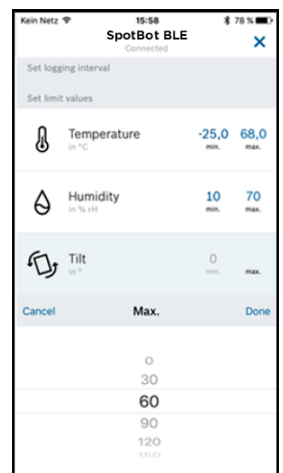 Kein Netz 15:58 78 %
SpotBot BLE
Connected
Set logging interval
Set limit values
Temperature -25,0 68,0
in °C min. max.
Humidity 10 70
in % rH min. max.
Tilt 0
in ° min. max.
Cancel Max. Done
0
30
60
90
120
150